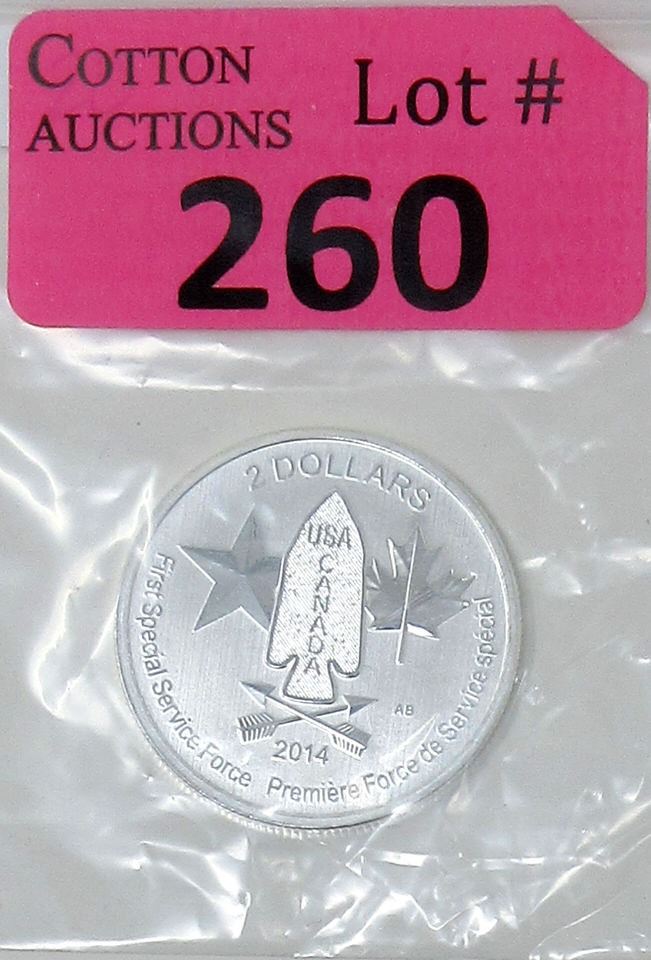 COTTON
AUCTIONS
Lot #
260
2 DOLLARS
USA
CANADA
AB
2014
First Special Service Force
Première Force de Service spécial